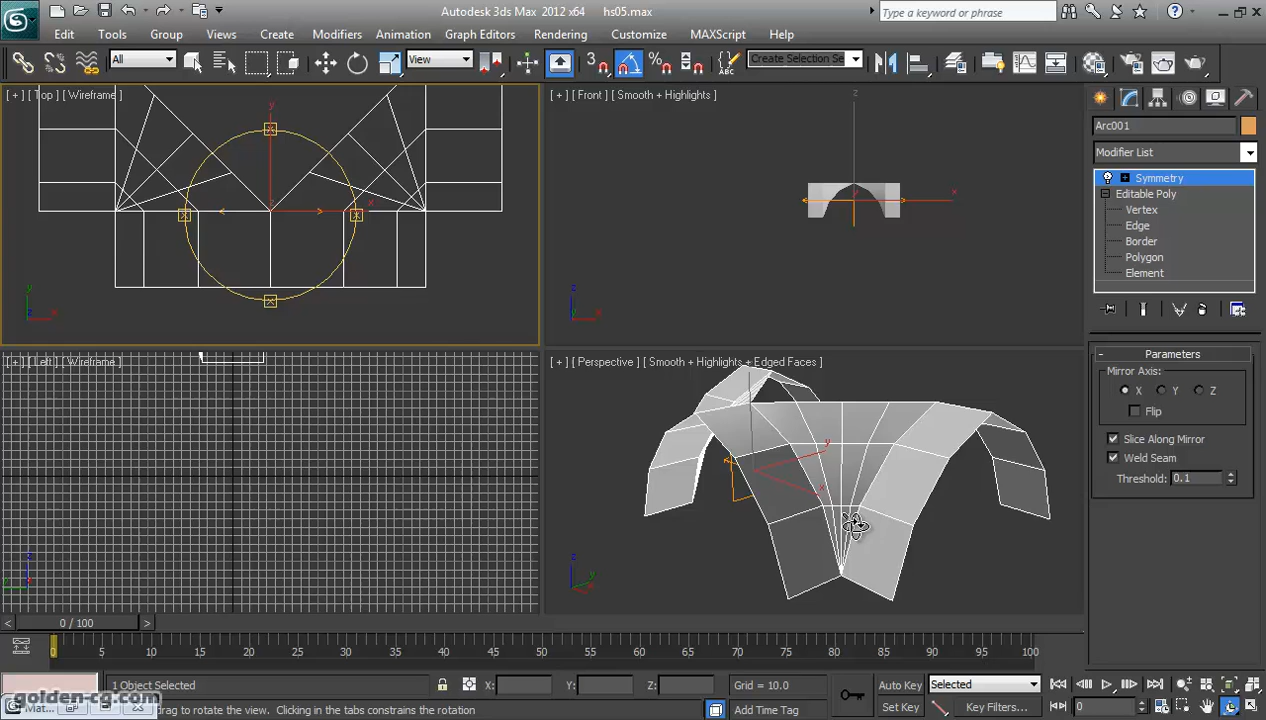 Autodesk 3ds Max 2012 x64 hs05.max
Type a keyword or phrase
Edit Tools Group Views Create Modifiers Animation Graph Editors Rendering Customize MAXScript Help
All View 3 Create Selection Se
[ + ] [ Top ] [ Wireframe ]
[ + ] [ Front ] [ Smooth + Highlights ]
y
x
z
x
y
z x
z
x
Arc001
Modifier List
Symmetry
Editable Poly
Vertex
Edge
Border
Polygon
Element
Parameters
Mirror Axis:
X Y Z
Flip
Slice Along Mirror
Weld Seam
Threshold: 0.1
[ + ] [ Left ] [ Wireframe ]
[ + ] [ Perspective ] [ Smooth + Highlights + Edged Faces ]
y
x
z
y
z
y
x
< 0 / 100 >
0 5 10 15 20 25 30 35 40 45 50 55 60 65 70 75 80 85 90 95 100
1 Object Selected X: Y: Z: Grid = 10.0 Auto Key Selected
drag to rotate the view. Clicking in the tabs constrains the rotation Add Time Tag Set Key Key Filters... 0
golden-cg.com
Mat...